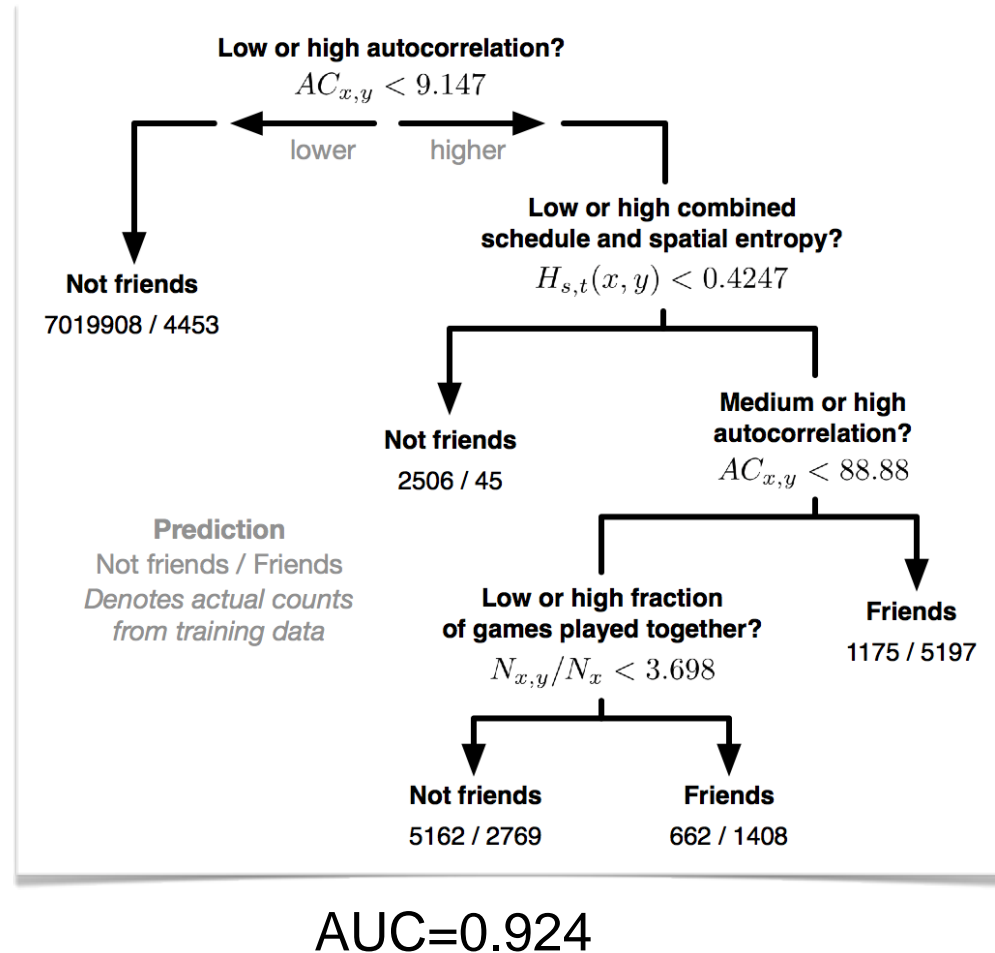 Low or high autocorrelation?
AC_{x,y} < 9.147
lower higher
Low or high combined
schedule and spatial entropy?
H_{s,t}(x, y) < 0.4247
Not friends
7019908 / 4453
Medium or high
autocorrelation?
AC_{x,y} < 88.88
Not friends
2506 / 45
Prediction
Not friends / Friends
Denotes actual counts
from training data
Low or high fraction
of games played together?
N_{x,y}/N_x < 3.698
Friends
1175 / 5197
Not friends
5162 / 2769
Friends
662 / 1408
AUC=0.924